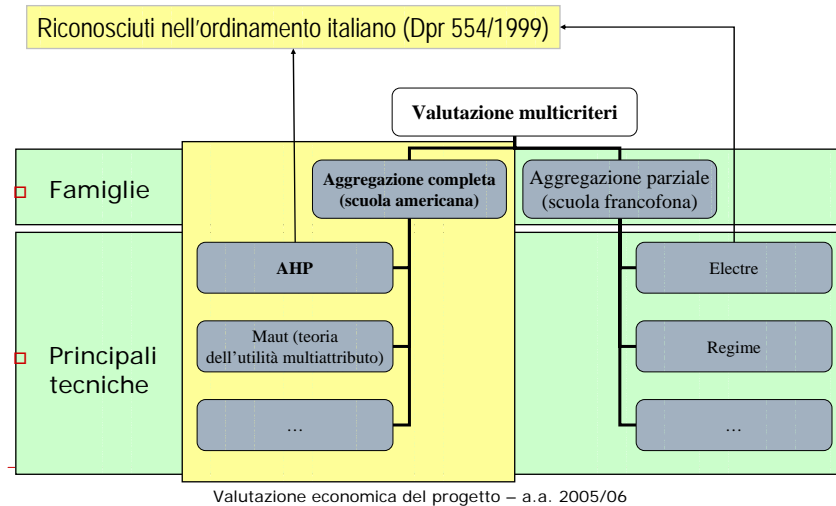 Riconosciuti nell'ordinamento italiano (Dpr 554/1999)
Valutazione multicriteri
Famiglie
Aggregazione completa
(scuola americana)
Aggregazione parziale
(scuola francofona)
Principali
tecniche
AHP
Electre
Maut (teoria
dell'utilità multiattributo)
Regime
…
…
Valutazione economica del progetto – a.a. 2005/06